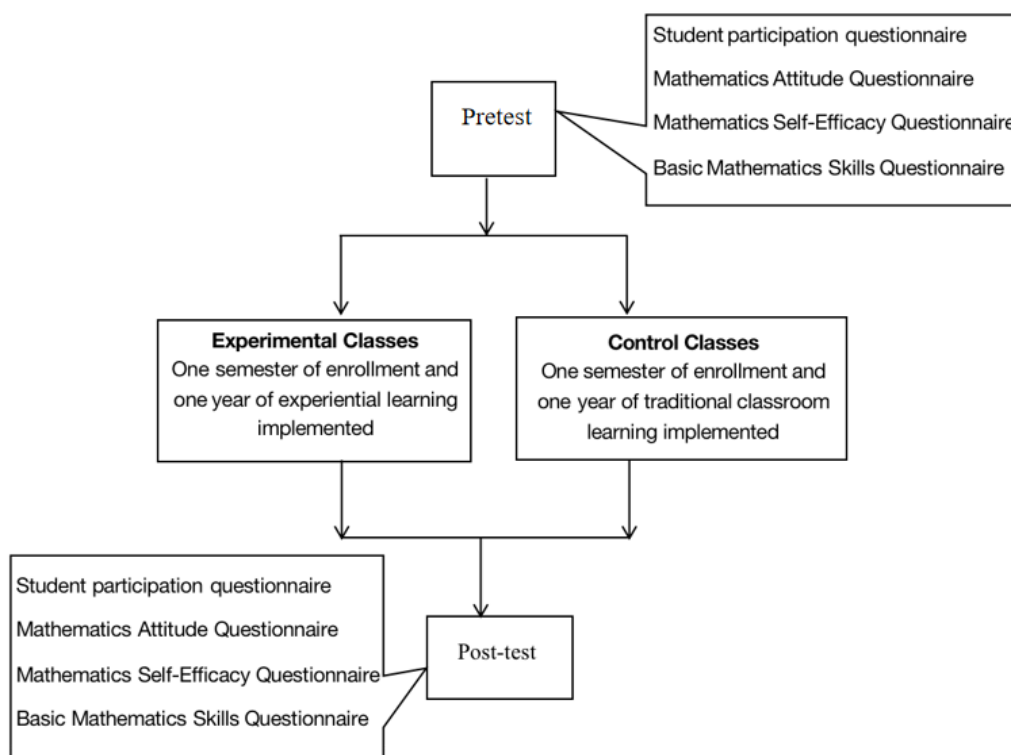 Student participation questionnaire
Mathematics Attitude Questionnaire
Mathematics Self-Efficacy Questionnaire
Basic Mathematics Skills Questionnaire
Pretest
Experimental Classes
One semester of enrollment and
one year of experiential learning
implemented
Control Classes
One semester of enrollment and
one year of traditional classroom
learning implemented
Student participation questionnaire
Mathematics Attitude Questionnaire
Mathematics Self-Efficacy Questionnaire
Basic Mathematics Skills Questionnaire
Post-test